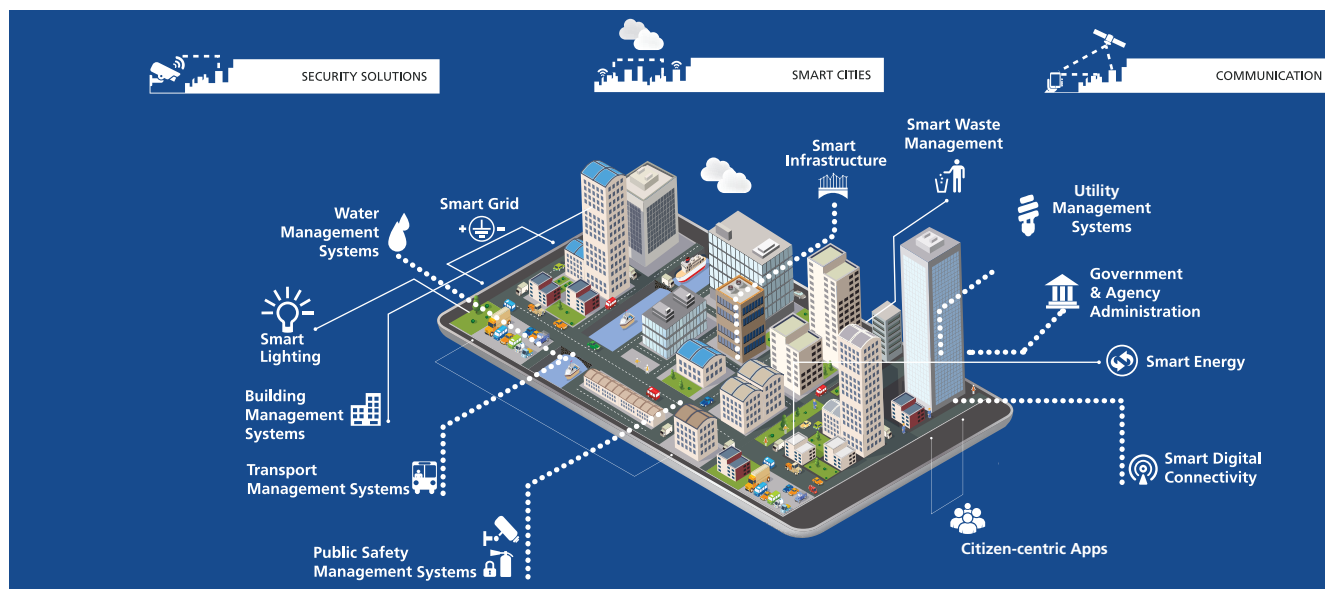 SECURITY SOLUTIONS
SMART CITIES
COMMUNICATION
Smart Waste
Management
Smart
Infrastructure
Utility
Management
Systems
Smart Grid
Water
Management
Systems
Government
& Agency
Administration
Smart
Lighting
Smart Energy
Building
Management
Systems
Transport
Management Systems
Smart Digital
Connectivity
Citizen-centric Apps
Public Safety
Management Systems